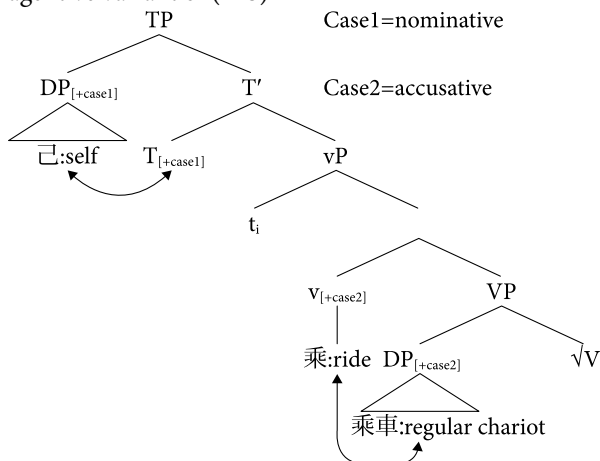 TP
Case1=nominative
DP[+case1]
T′
Case2=accusative
己:self
T[+case1]
vP
ti
v[+case2]
VP
乘:ride
DP[+case2]
√V
乘車:regular chariot